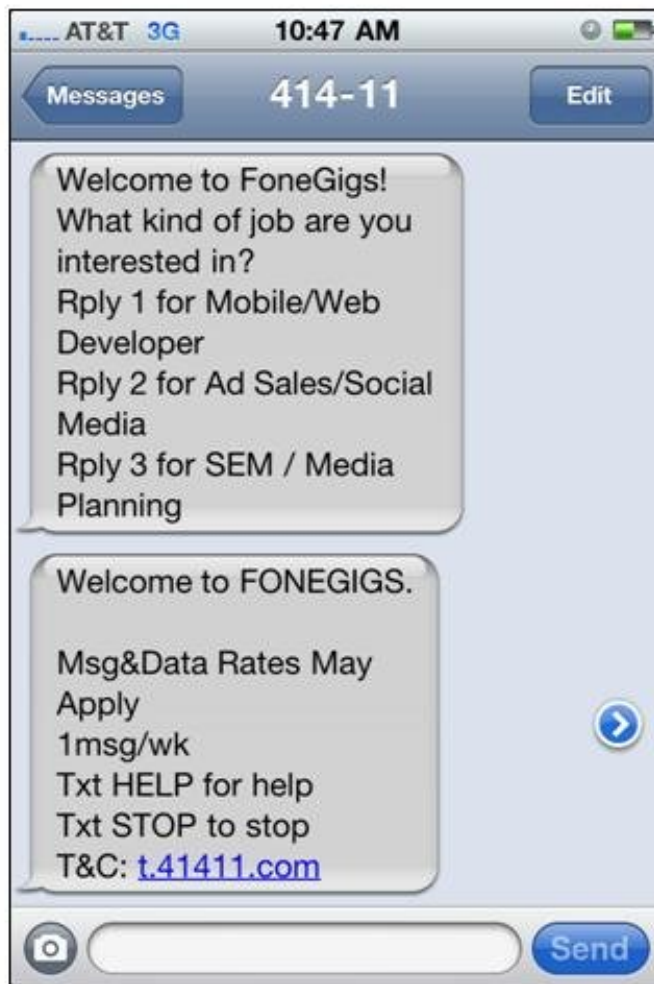 AT&T 3G 10:47 AM
Messages 414-11 Edit
Welcome to FoneGigs!
What kind of job are you
interested in?
Rply 1 for Mobile/Web
Developer
Rply 2 for Ad Sales/Social
Media
Rply 3 for SEM / Media
Planning
Welcome to FONEGIGS.
Msg&Data Rates May
Apply
1msg/wk
Txt HELP for help
Txt STOP to stop
T&C: t.41411.com
Send